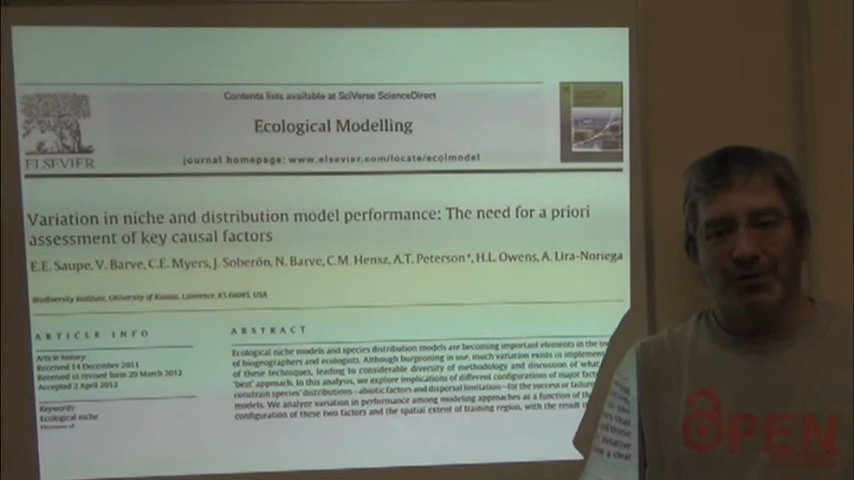 Contents lists available at SciVerse ScienceDirect
Ecological Modelling
ELSEVIER
journal homepage: www.elsevier.com/locate/ecolmodel
Variation in niche and distribution model performance: The need for a priori
assessment of key causal factors
E.E. Saupe, V. Barve, C.E. Myers, J. Soberón, N. Barve, C.M. Hensz, A.T. Peterson*, H.L. Owens, A. Lira-Noriega
Biodiversity Institute, University of Kansas, Lawrence, KS 66045, USA
ARTICLE INFO
Article history:
Received 14 December 2011
Received in revised form 29 March 2012
Accepted 2 April 2012
Keywords:
Ecological niche
ABSTRACT
Ecological niche models and species distribution models are becoming important elements in the
of biogeographers and ecologists. Although burgeoning in use, much variation exists in implemen
of these techniques, leading to considerable diversity of methodology and discussion of what
'best' approach. In this analysis, we explore implications of different configurations of major fact
constrain species' distributions—abiotic factors and dispersal limitation—for the success or failure
models. We analyze variation in performance among modeling approaches as a function of th
configuration of these two factors and the spatial extent of training region, with the result
OPEN